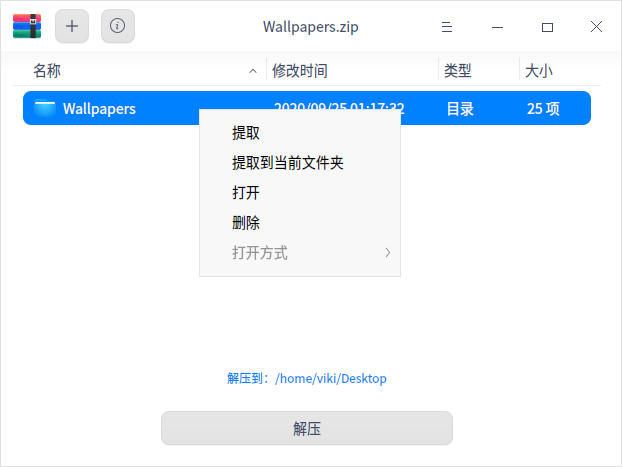 Wallpapers.zip
名称 修改时间 类型 大小
Wallpapers 2020/09/25 01:17:32 目录 25 项
提取
提取到当前文件夹
打开
删除
打开方式
解压到：/home/viki/Desktop
解压